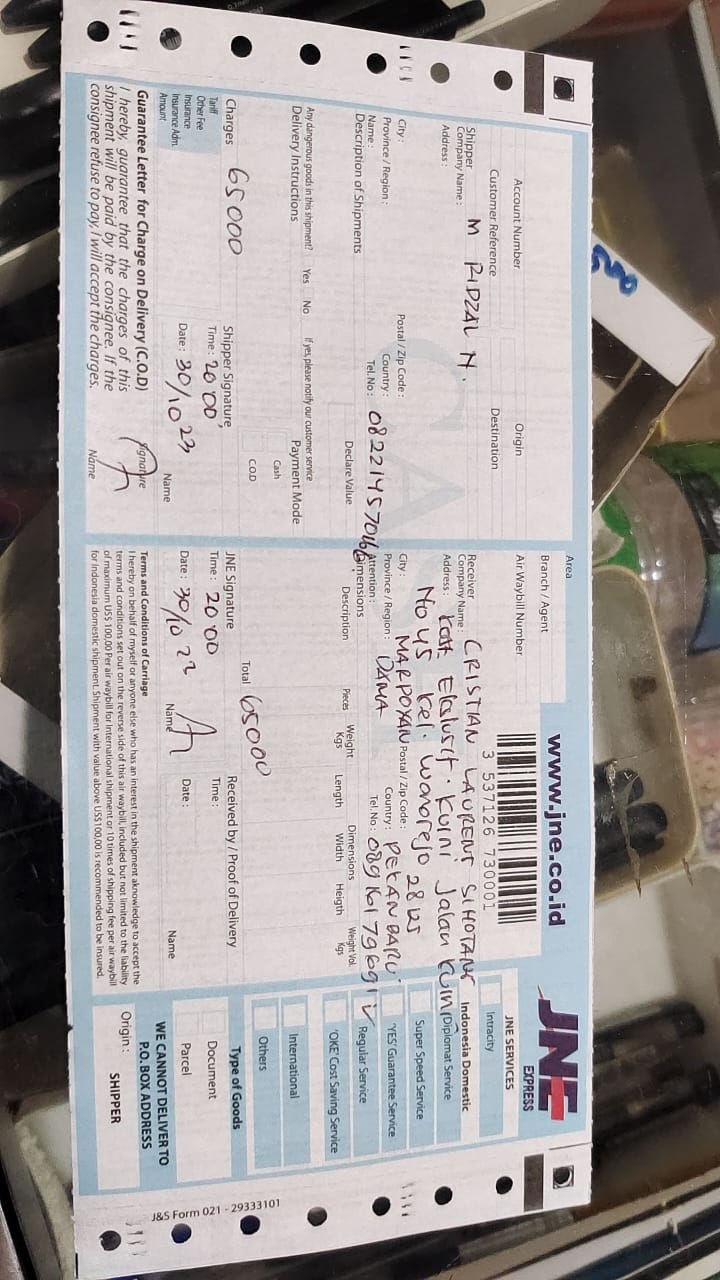 Account Number
Origin
Customer Reference
Destination
Shipper M RIDZAL N.
Company Name :
Address :
City :
Postal / Zip Code :
Province / Region :
Country :
Name :
Tel. No : 082214570166
Description of Shipments
Declare Value
Any dangerous goods in this shipment? Yes No If yes, please notify our customer service
Delivery Instructions
Payment Mode
Cash
C.O.D
Charges 65000
Tariff
Other Fee
Insurance
Insurance Adm.
Amount
Shipper Signature
Time : 20 00
Date : 30/10 23
Name
Guarantee Letter for Charge on Delivery (C.O.D)
I hereby, guarantee that the charges of this
shipment will be paid by the consignee. If the
consignee refuse to pay, I will accept the charges.
Signature
Name
CASH
Area
Branch / Agent
Air Waybill Number
www.jne.co.id
3 537126 730001
Receiver CRISTIAN LAURENT SIHOTANG
Company Name :
Address : Kost Ekslusif . Kuini Jalan Kuini
No 45 Kel. Wonorejo 28125
City : MARPOYAN Postal / Zip Code :
Province / Region : DAMA Country : PEKAN BARU
Attention : Tel. No : 0891617969
Dimensions
Description
Pieces
Weight
Kgs
Dimensions
Length Width Heigth
Weight Vol.
Kgs
Total 65000
JNE Signature
Time : 20 00
Date : 30/10 23
Name
Received by / Proof of Delivery
Time :
Date :
Name
Terms and Conditions of Carriage
I hereby on behalf of myself or anyone else who has an interest in the shipment aknowledge to accept the
terms and conditions set out on the reverse side of this air waybill, included but not limited to the liability
of maximum US$ 100,00 Per air waybill for International shipment or 10 times of shipping fee per air waybill
for Indonesia domestic shipment. Shipment with value above US$100,00 is recommended to be insured.
JNE
EXPRESS
JNE SERVICES
Intracity
Indonesia Domestic
Diplomat Service
Super Speed Service
'YES' Guarantee Service
Regular Service
'OKE' Cost Saving Service
International
Others
Type of Goods
Document
Parcel
WE CANNOT DELIVER TO
P.O. BOX ADDRESS
Origin :
SHIPPER
J&S Form 021 - 29333101